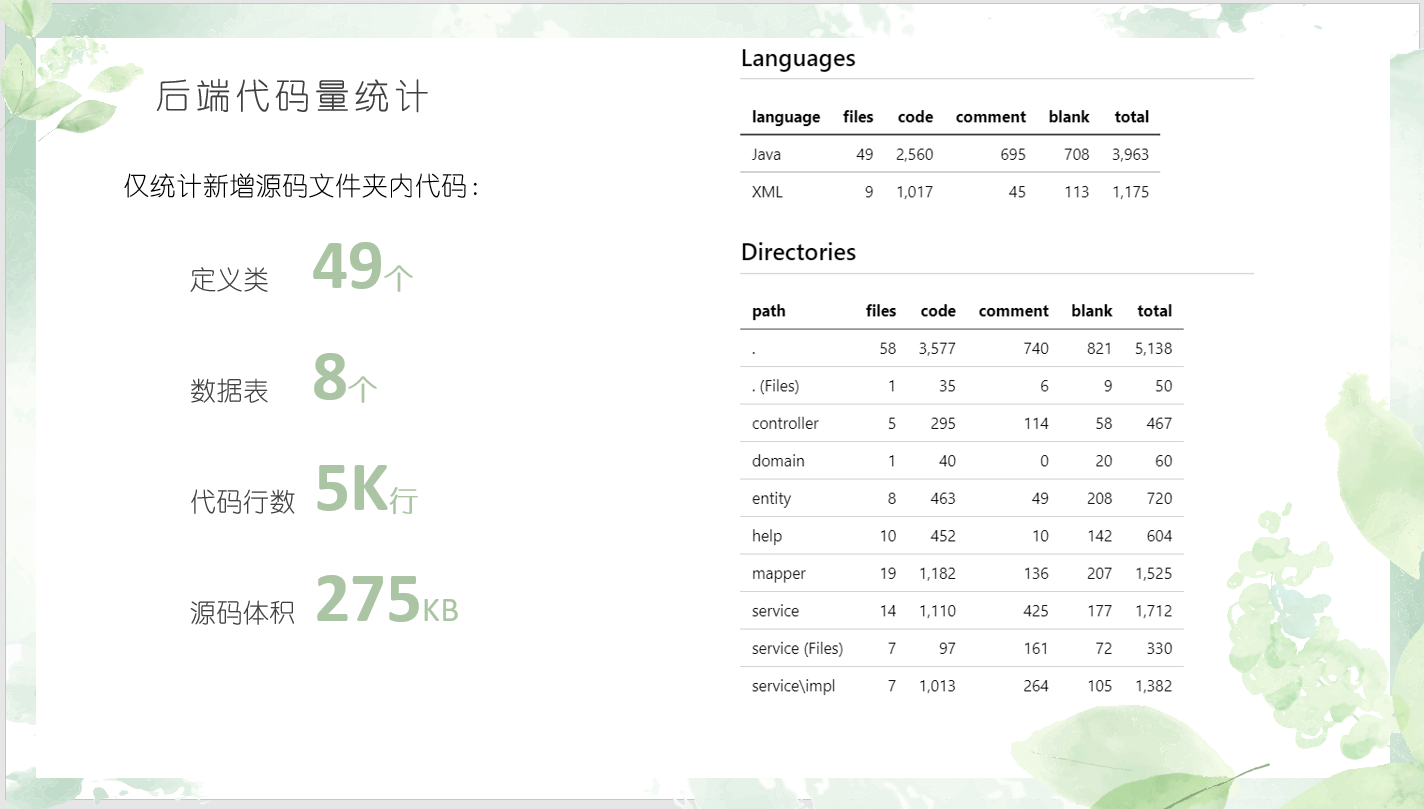 后端代码量统计
仅统计新增源码文件夹内代码：
定义类 49个
数据表 8个
代码行数 5K行
源码体积 275KB
Languages
language files code comment blank total
Java 49 2,560 695 708 3,963
XML 9 1,017 45 113 1,175
Directories
path files code comment blank total
. 58 3,577 740 821 5,138
. (Files) 1 35 6 9 50
controller 5 295 114 58 467
domain 1 40 0 20 60
entity 8 463 49 208 720
help 10 452 10 142 604
mapper 19 1,182 136 207 1,525
service 14 1,110 425 177 1,712
service (Files) 7 97 161 72 330
service\impl 7 1,013 264 105 1,382